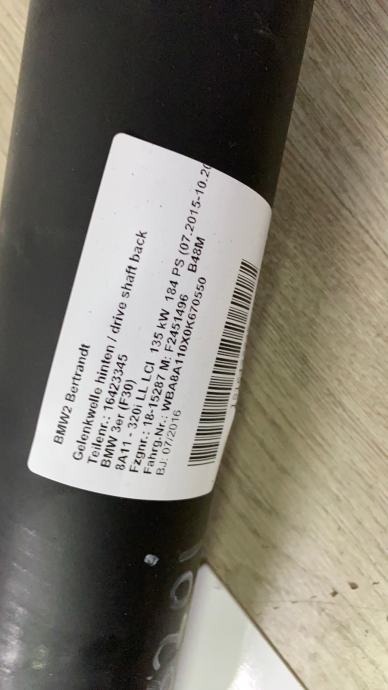 BMW2 Bertrandt
Gelenkwelle hinten / drive shaft back
Teilenr.: 16423345
BMW 3er (F30)
8A11 - 320i LL LCI 135 kW 184 PS (07.2015-10.20
Fzgnr.: 18-15287 M: F2451496 B48M
Fahrg.Nr.: WBA8A110X0K670550
BJ: 07/2016